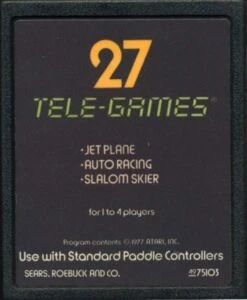 27
TELE-GAMES®
•JET PLANE
•AUTO RACING
•SLALOM SKIER
for 1 to 4 players
Program contents © 1977 ATARI, INC.
Use with Standard Paddle Controllers
SEARS, ROEBUCK AND CO. 49 75103